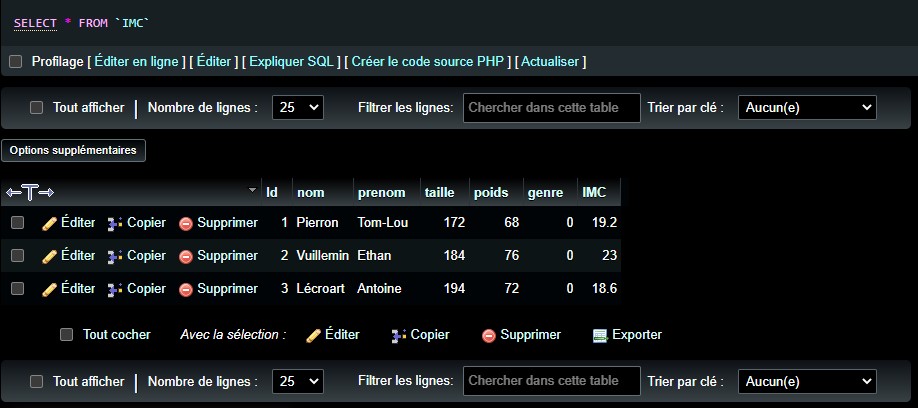 SELECT * FROM `IMC`
Profilage [ Éditer en ligne ] [ Éditer ] [ Expliquer SQL ] [ Créer le code source PHP ] [ Actualiser ]
Tout afficher | Nombre de lignes : 25 Filtrer les lignes: Chercher dans cette table Trier par clé : Aucun(e)
Options supplémentaires
←T→ Id nom prenom taille poids genre IMC
Éditer Copier Supprimer 1 Pierron Tom-Lou 172 68 0 19.2
Éditer Copier Supprimer 2 Vuillemin Ethan 184 76 0 23
Éditer Copier Supprimer 3 Lécroart Antoine 194 72 0 18.6
Tout cocher Avec la sélection : Éditer Copier Supprimer Exporter
Tout afficher | Nombre de lignes : 25 Filtrer les lignes: Chercher dans cette table Trier par clé : Aucun(e)